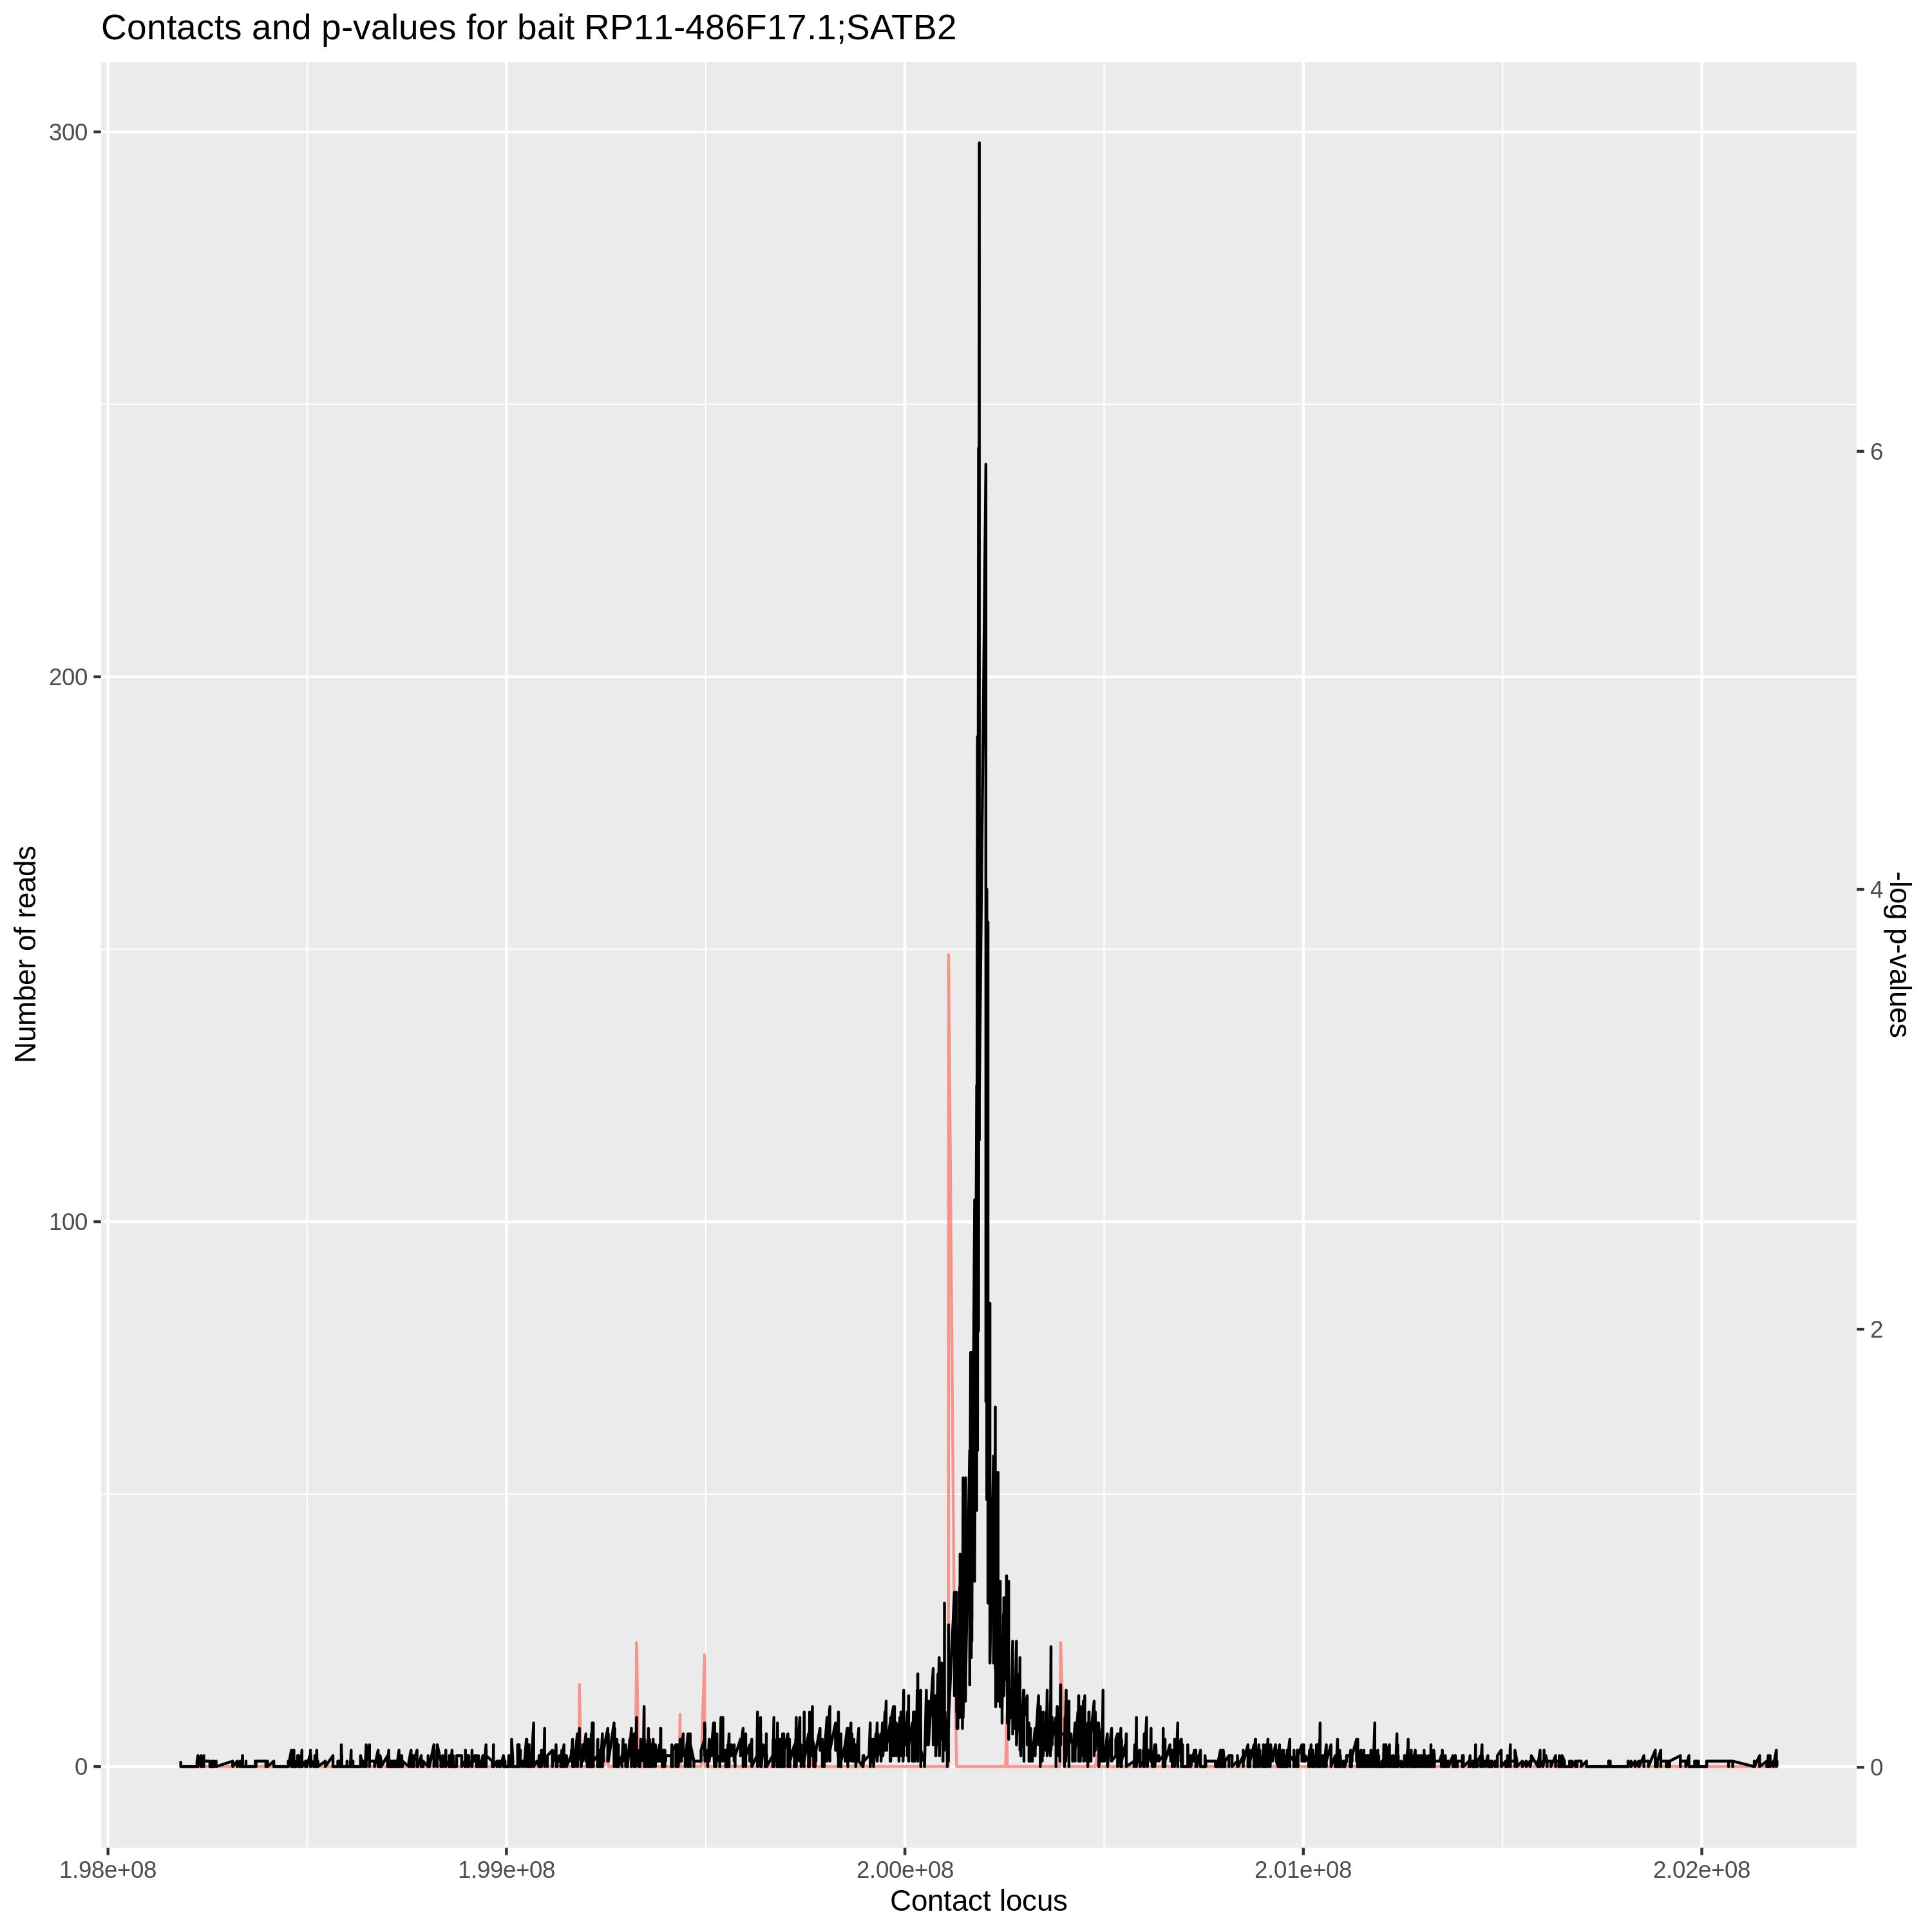 Contacts and p-values for bait RP11-486F17.1;SATB2
300
200
100
0
Number of reads
6
4
2
0
-log p-values
1.98e+08
1.99e+08
2.00e+08
2.01e+08
2.02e+08
Contact locus